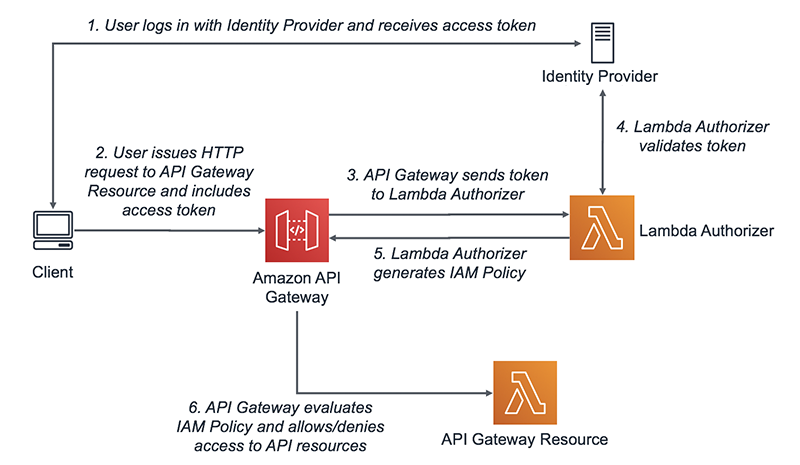 1. User logs in with Identity Provider and receives access token
Identity Provider
4. Lambda Authorizer
validates token
2. User issues HTTP
request to API Gateway
Resource and includes
access token
3. API Gateway sends token
to Lambda Authorizer
</>
Lambda Authorizer
Client
5. Lambda Authorizer
generates IAM Policy
Amazon API
Gateway
6. API Gateway evaluates
IAM Policy and allows/denies
access to API resources
API Gateway Resource